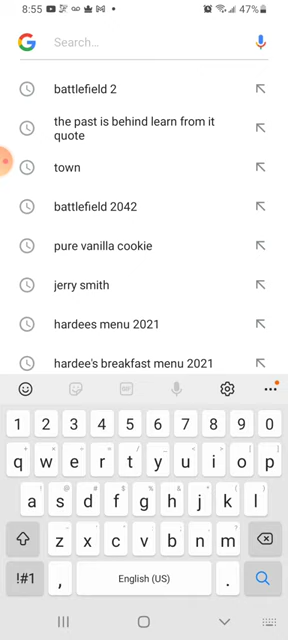 8:55
47%
Search...
battlefield 2
the past is behind learn from it
quote
town
battlefield 2042
pure vanilla cookie
jerry smith
hardees menu 2021
hardee's breakfast menu 2021
GIF
1 2 3 4 5 6 7 8 9 0
q w e r t y u i o p
a s d f g h j k l
z x c v b n m
!#1 , English (US) .